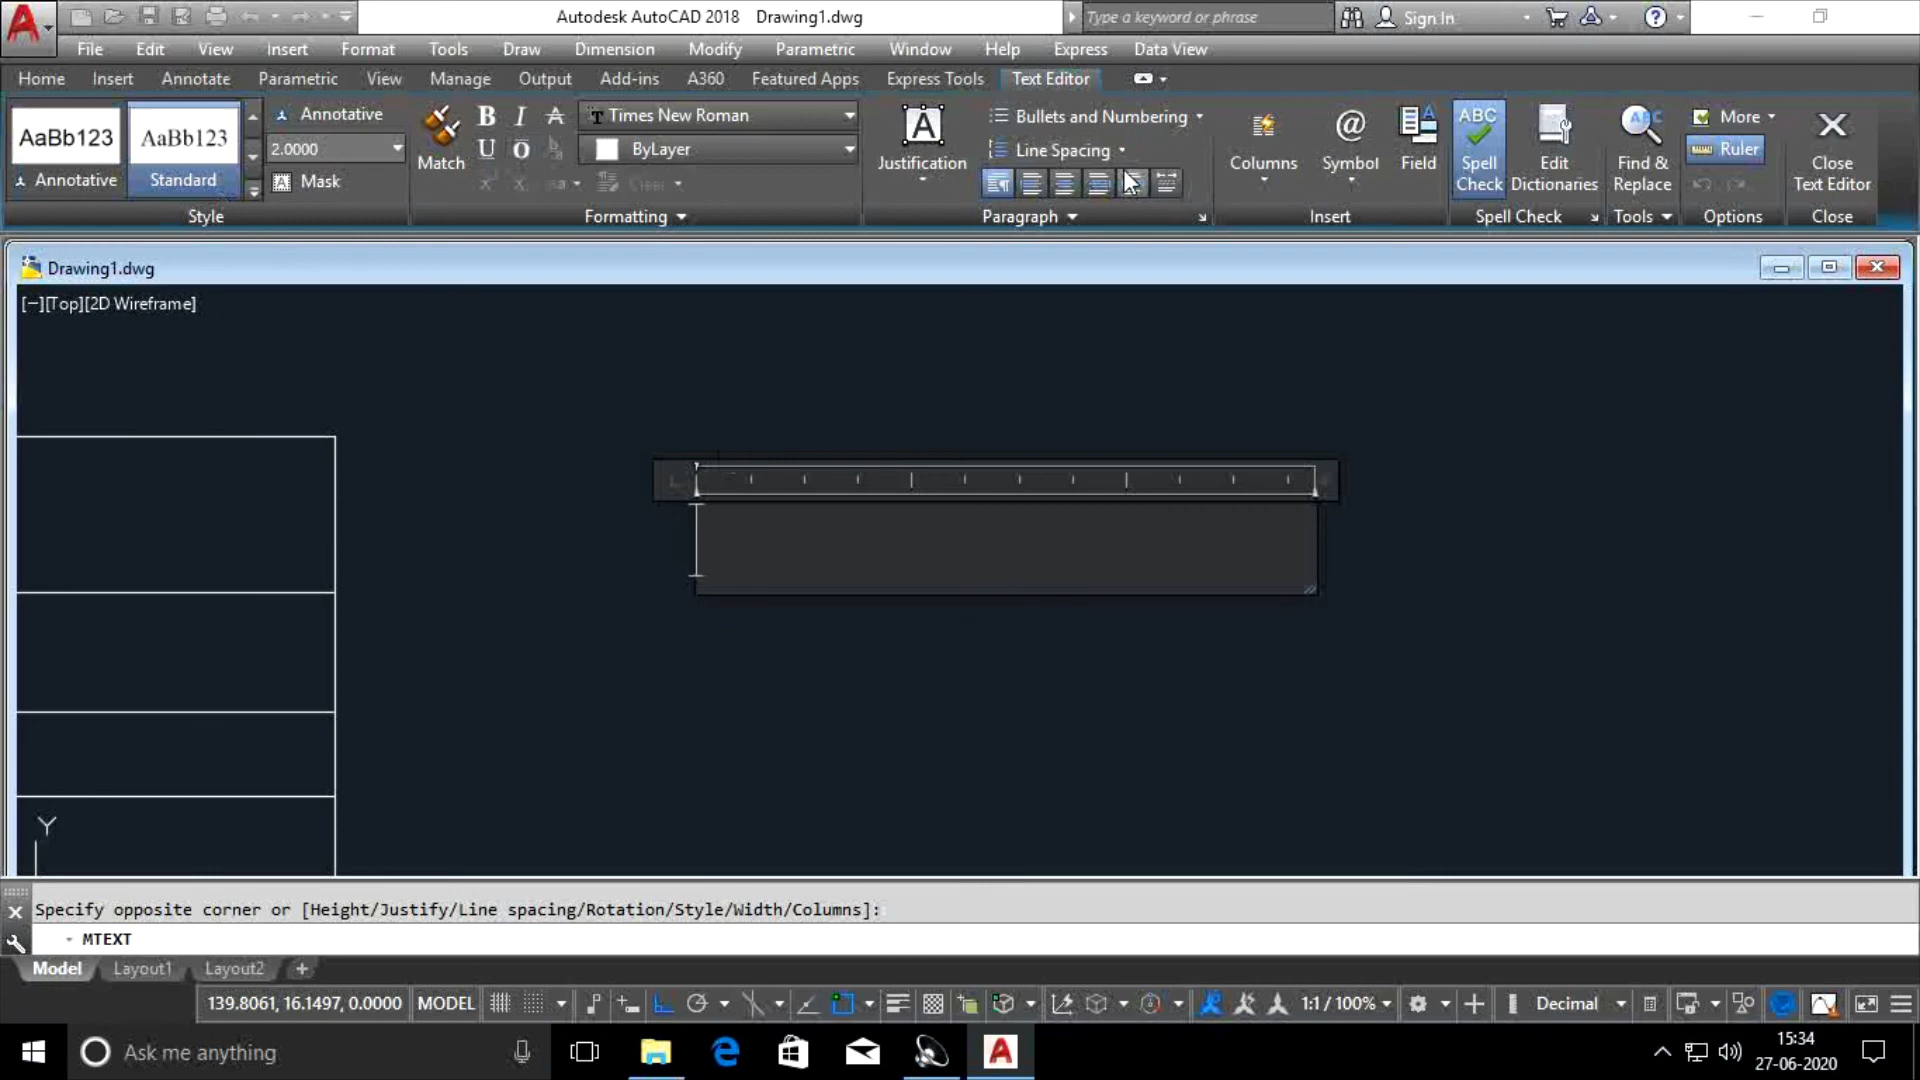 Autodesk AutoCAD 2018 Drawing1.dwg
Type a keyword or phrase
Sign In
File Edit View Insert Format Tools Draw Dimension Modify Parametric Window Help Express Data View
Home Insert Annotate Parametric View Manage Output Add-ins A360 Featured Apps Express Tools Text Editor
AaBb123 AaBb123
Annotative Standard
Annotative
2.0000
Mask
Style
Match
B I A
U O
Times New Roman
ByLayer
Clear
Formatting
Justification
Bullets and Numbering
Line Spacing
Paragraph
Columns Symbol Field
Insert
ABC
Spell Check
Edit Dictionaries
Spell Check
Find & Replace
Tools
More
Ruler
Options
Close Text Editor
Close
Drawing1.dwg
[−][Top][2D Wireframe]
Y
Specify opposite corner or [Height/Justify/Line spacing/Rotation/Style/Width/Columns]:
MTEXT
Model Layout1 Layout2 +
139.8061, 16.1497, 0.0000 MODEL 1:1 / 100% Decimal
Ask me anything
15:34
27-06-2020